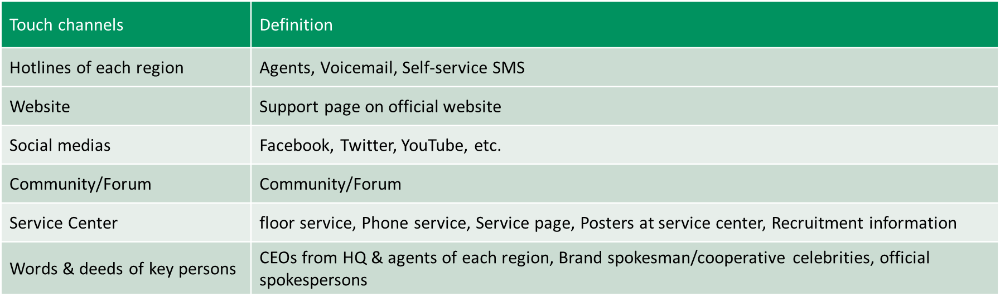 Touch channels
Definition
Hotlines of each region
Agents, Voicemail, Self-service SMS
Website
Support page on official website
Social medias
Facebook, Twitter, YouTube, etc.
Community/Forum
Community/Forum
Service Center
floor service, Phone service, Service page, Posters at service center, Recruitment information
Words & deeds of key persons
CEOs from HQ & agents of each region, Brand spokesman/cooperative celebrities, official
spokespersons